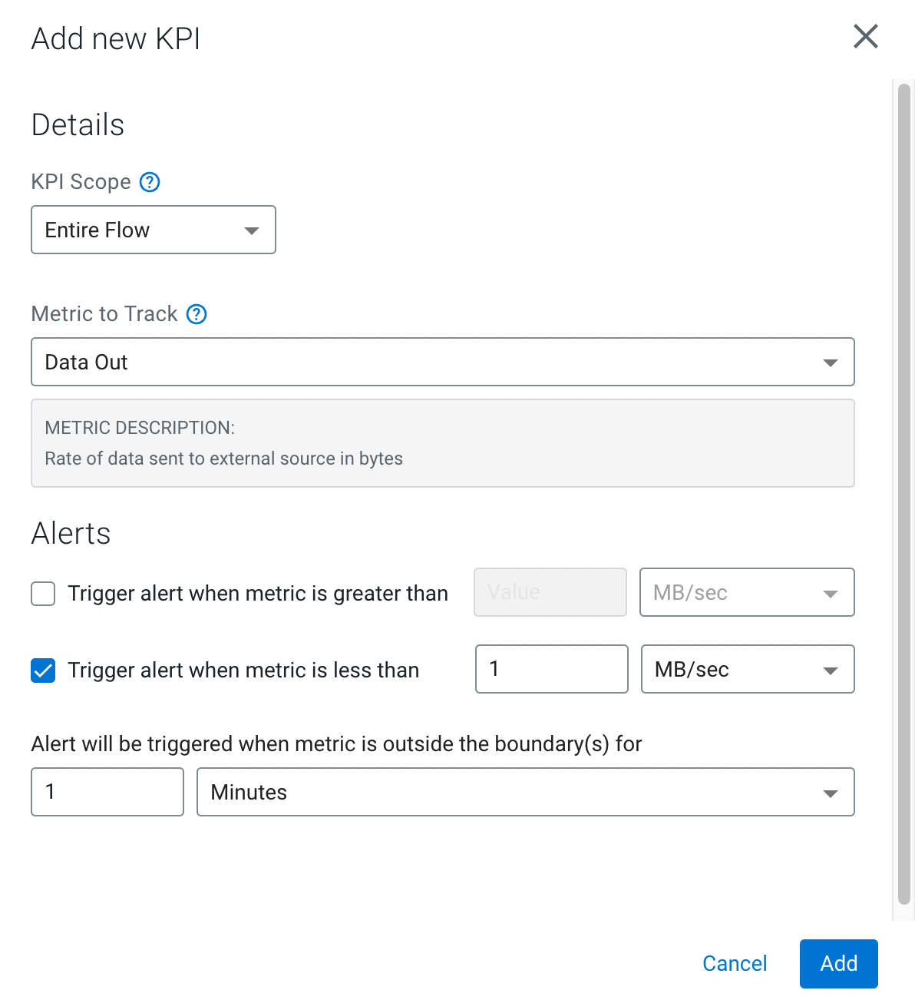 Add new KPI
Details
KPI Scope ?
Entire Flow
Metric to Track ?
Data Out
METRIC DESCRIPTION:
Rate of data sent to external source in bytes
Alerts
Trigger alert when metric is greater than Value MB/sec
Trigger alert when metric is less than 1 MB/sec
Alert will be triggered when metric is outside the boundary(s) for
1 Minutes
Cancel Add